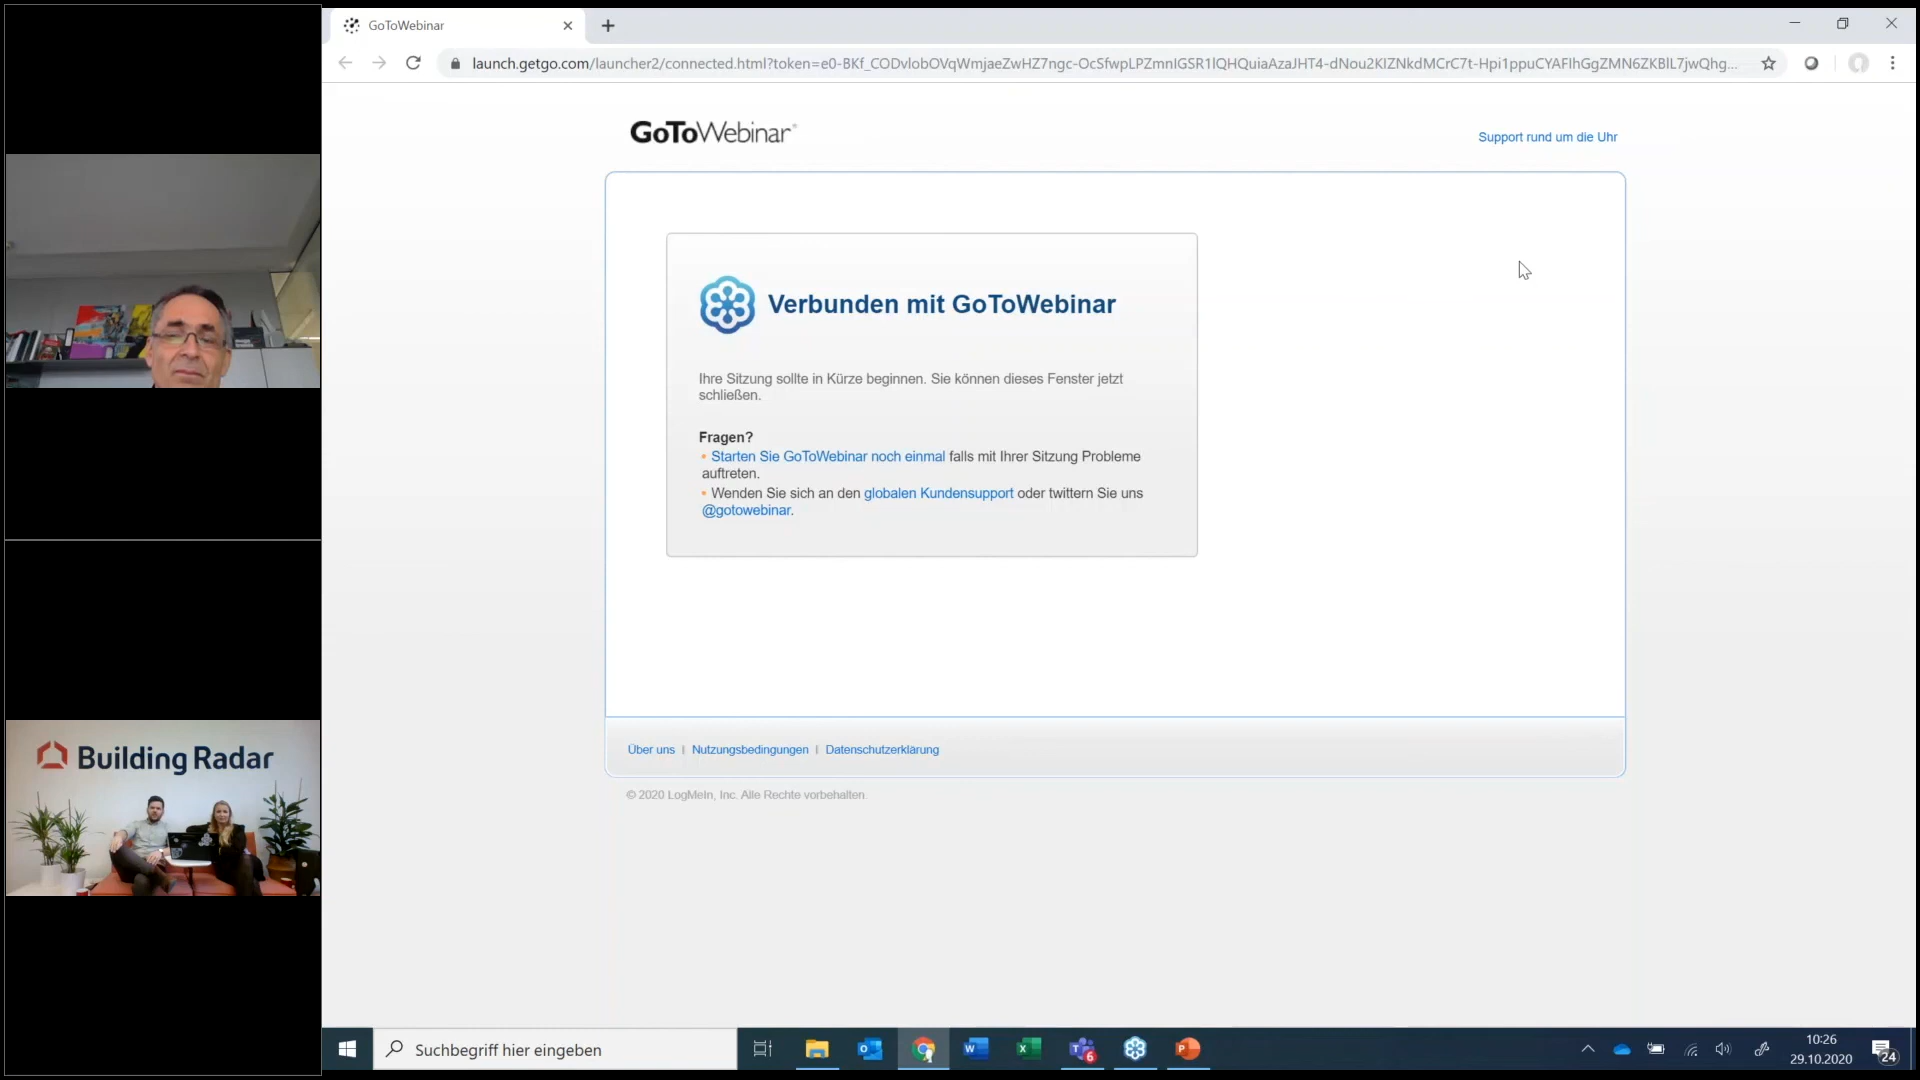 GoToWebinar
launch.getgo.com/launcher2/connected.html?token=e0-BKf_CODvlobOVqWmjaeZwHZ7ngc-OcSfwpLPZmnIGSR1lQHQuiaAzaJHT4-dNou2KIZNkdMCrC7t-Hpi1ppuCYAFlhGgZMN6ZKBlL7jwQhg...
GoToWebinar
Support rund um die Uhr
Verbunden mit GoToWebinar
Ihre Sitzung sollte in Kürze beginnen. Sie können dieses Fenster jetzt
schließen.
Fragen?
• Starten Sie GoToWebinar noch einmal falls mit Ihrer Sitzung Probleme
auftreten.
• Wenden Sie sich an den globalen Kundensupport oder twittern Sie uns
@gotowebinar.
Building Radar
Über uns | Nutzungsbedingungen | Datenschutzerklärung
© 2020 LogMeIn, Inc. Alle Rechte vorbehalten.
Suchbegriff hier eingeben
6
10:26
29.10.2020
24